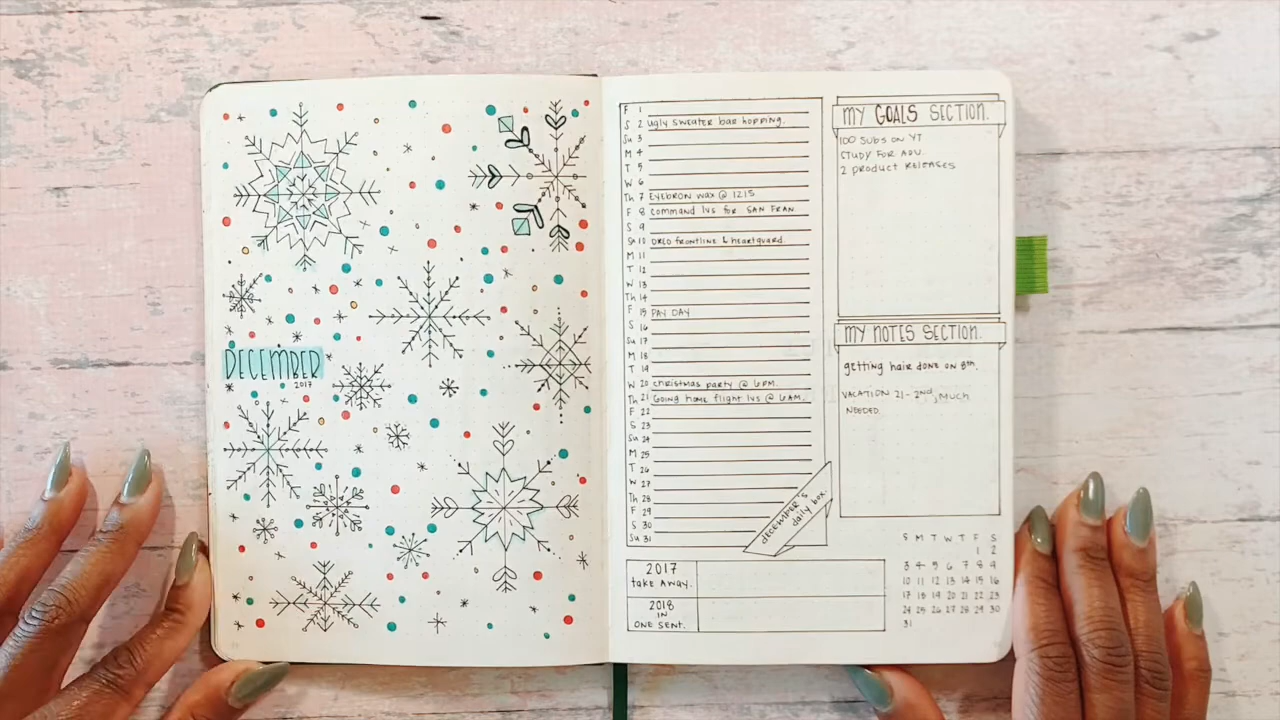 DECEMBER
2017
F 1
S 2 ugly sweater bar hopping.
Su 3
M 4
T 5
W 6
Th 7 EYEBROW WAX @ 1215
F 8 command lvs for SAN FRAN.
S 9
Su 10 OREO frontline & heartguard.
M 11
T 12
W 13
Th 14
F 15 PAY DAY
S 16
Su 17
M 18
T 19
W 20 christmas party @ 6pm.
Th 21 Going home flight lvs @ 6AM.
F 22
S 23
Su 24
M 25
T 26
W 27
Th 28
F 29
S 30
Su 31
december's
daily box
2017
take away.
2018
IN
ONE SENT.
MY GOALS SECTION.
100 SUBS ON YT
STUDY FOR ADV.
2 PRODUCT RELEASES
MY NOTES SECTION.
getting hair done on 8th.
VACATION 21-2nd, MUCH
NEEDED.
S M T W T F S
1 2
3 4 5 6 7 8 9
10 11 12 13 14 15 16
17 18 19 20 21 22 23
24 25 26 27 28 29 30
31